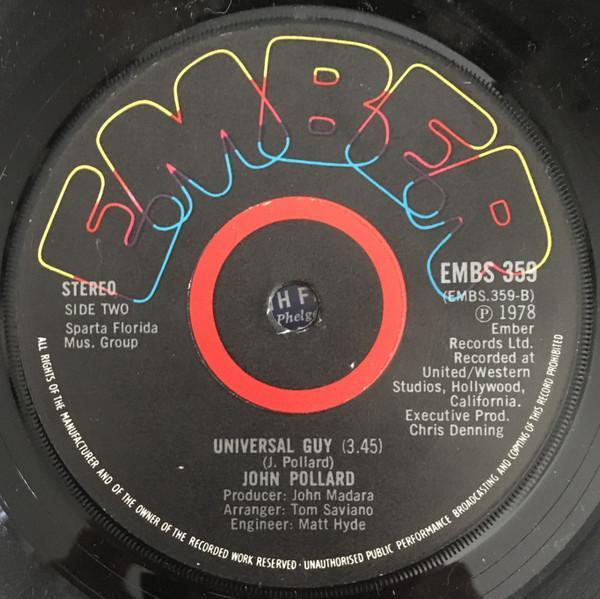 EMBER
STEREO
SIDE TWO
Sparta Florida
Mus. Group
EMBS 359
(EMBS.359-B)
Ⓟ 1978
Ember
Records Ltd.
Recorded at
United/Western
Studios, Hollywood,
California.
Executive Prod.
Chris Denning
H F
UNIVERSAL GUY (3.45)
(J. Pollard)
JOHN POLLARD
Producer: John Madara
Arranger: Tom Saviano
Engineer: Matt Hyde
ALL RIGHTS OF THE MANUFACTURER AND OF THE OWNER OF THE RECORDED WORK RESERVED · UNAUTHORISED PUBLIC PERFORMANCE BROADCASTING AND COPYING OF THIS RECORD PROHIBITED